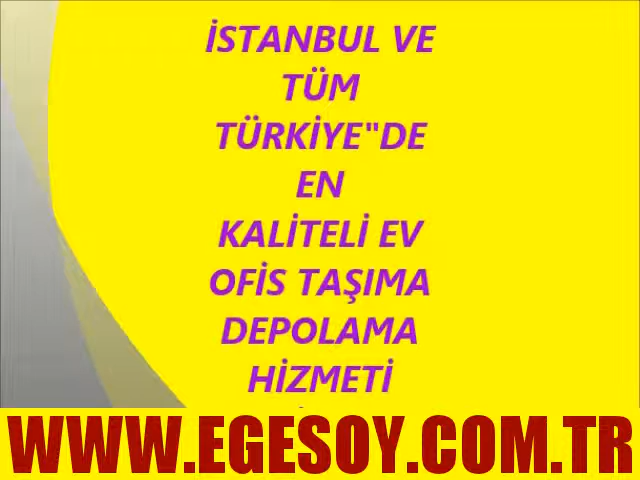 İSTANBUL VE
TÜM
TÜRKİYE"DE
EN
KALİTELİ EV
OFİS TAŞIMA
DEPOLAMA
HİZMETİ
WWW.EGESOY.COM.TR